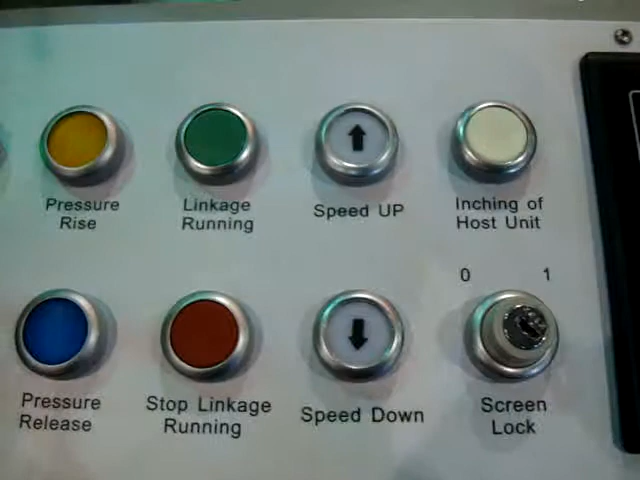 Pressure
Rise
Linkage
Running
Speed UP
Inching of
Host Unit
0 1
Pressure
Release
Stop Linkage
Running
Speed Down
Screen
Lock